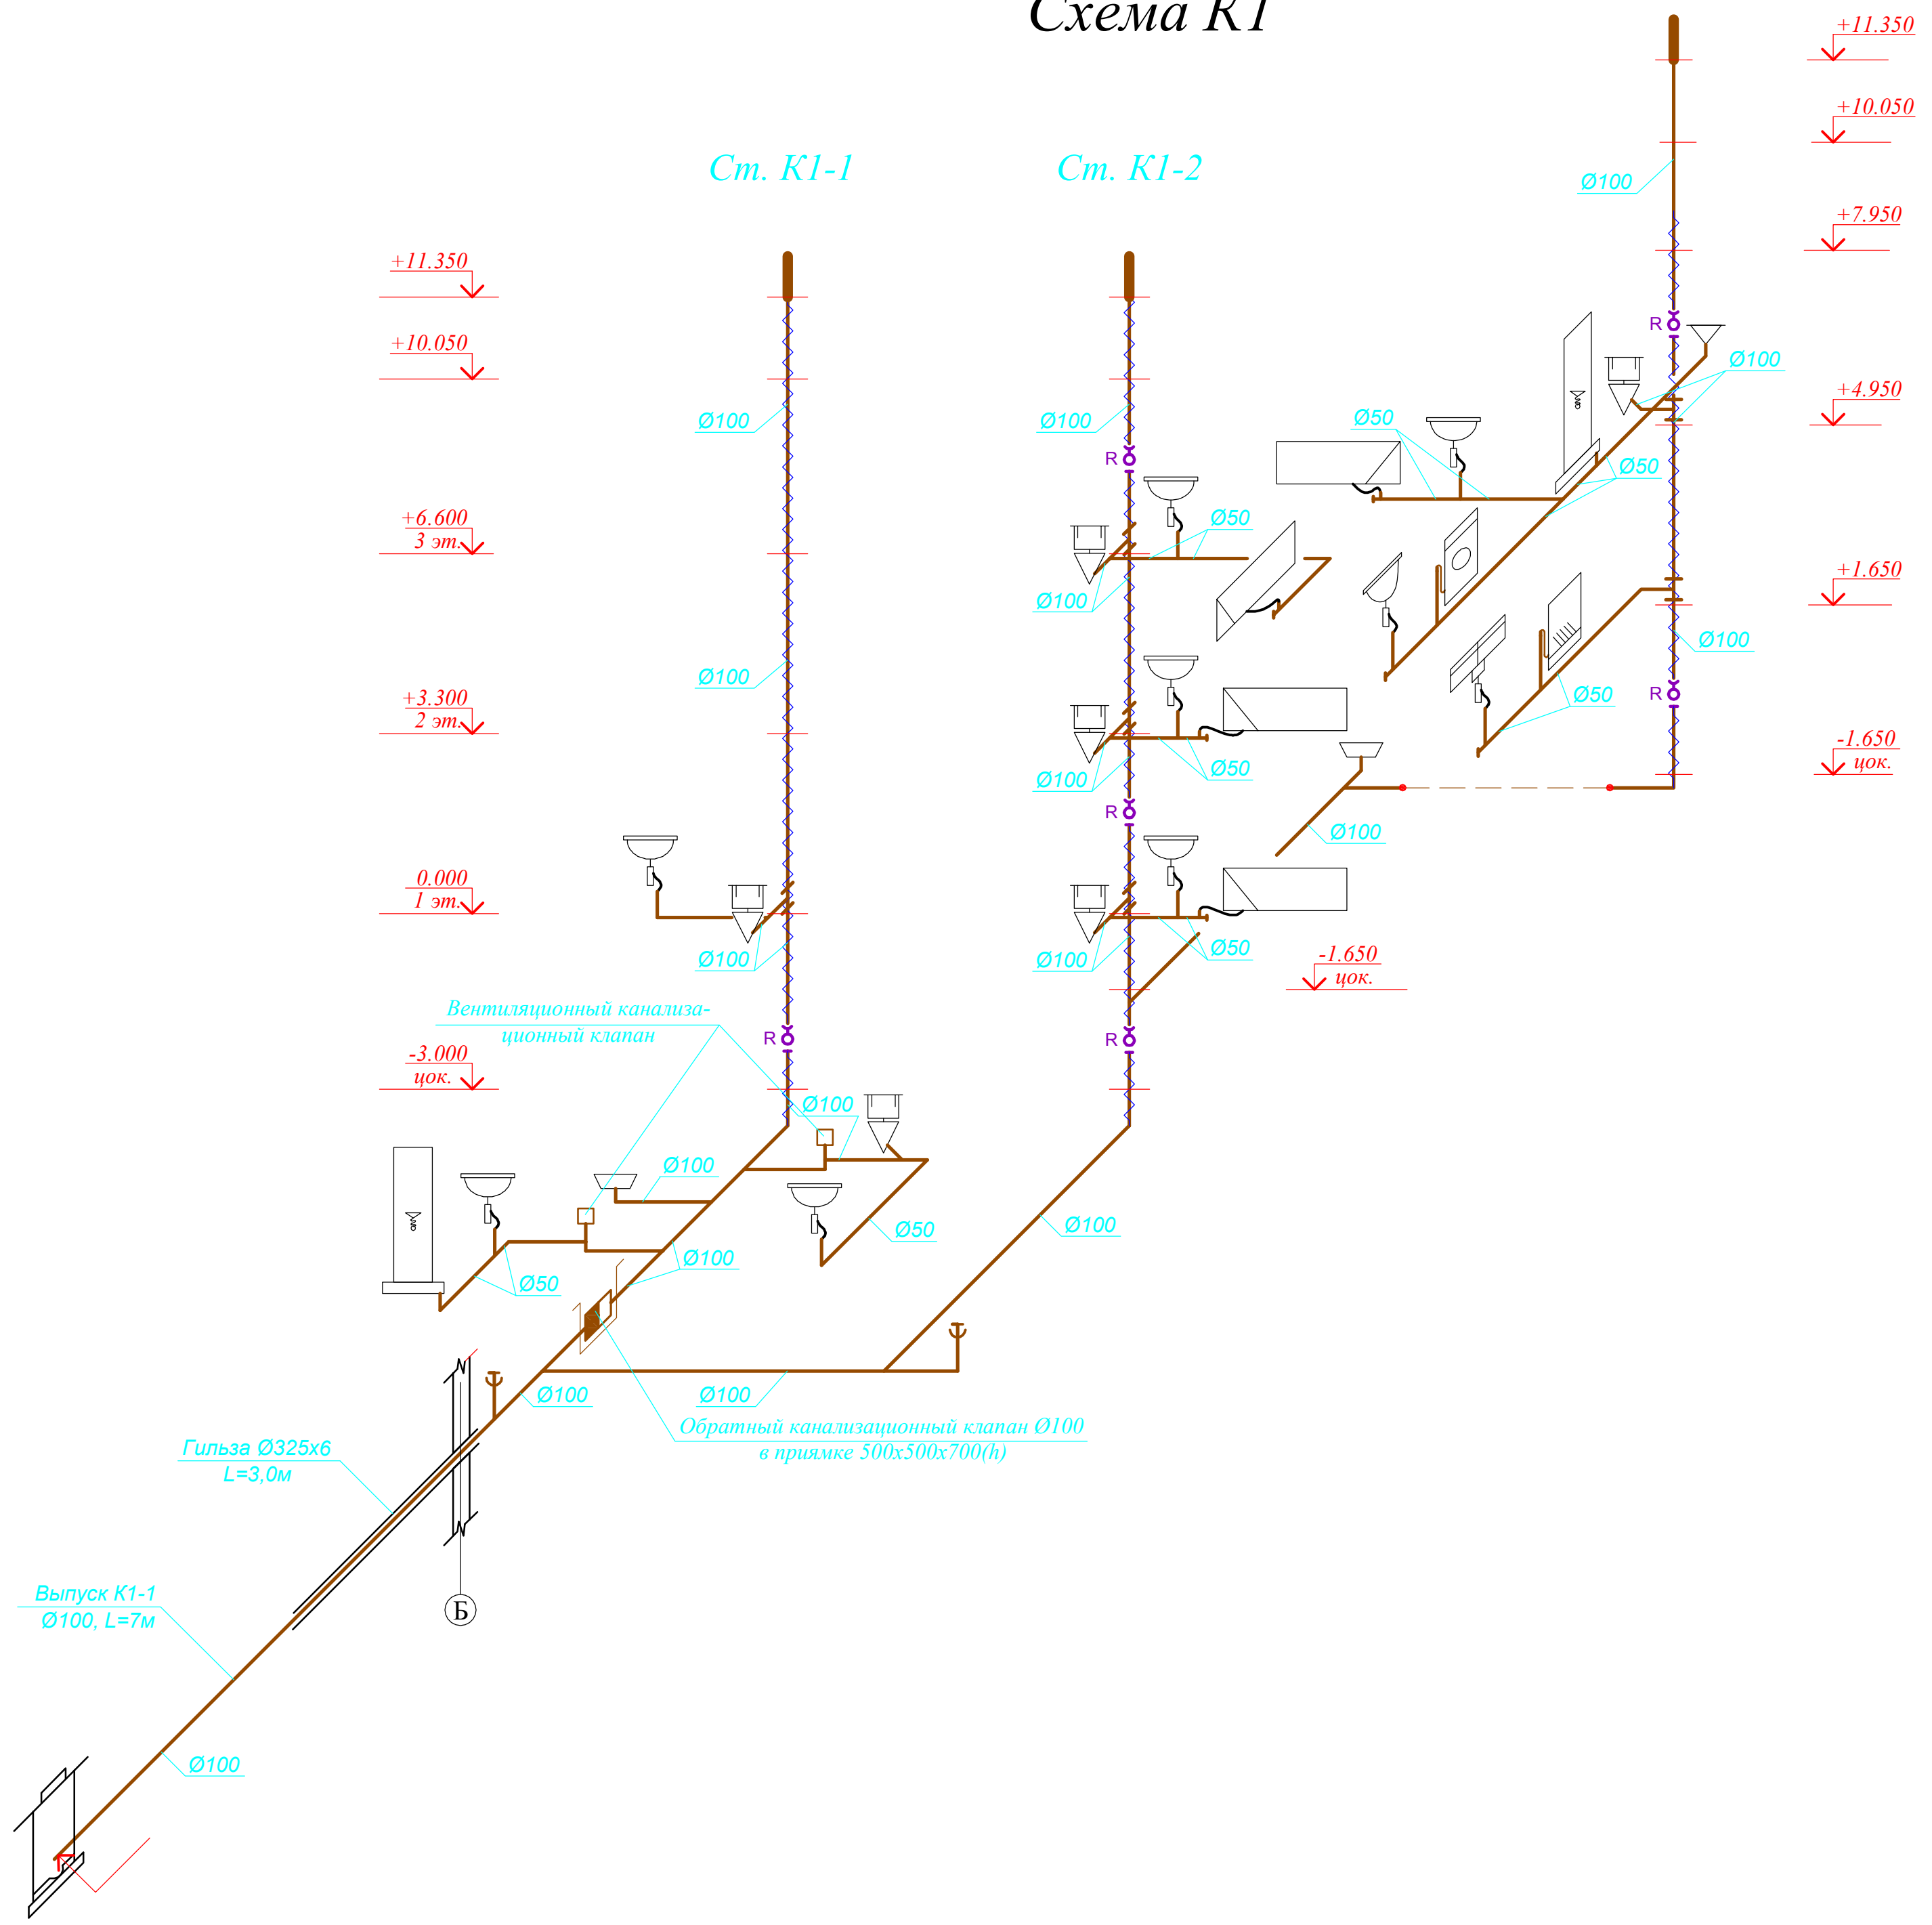 Схема К1
+11.350
+10.050
Ст. К1-1
Ст. К1-2
Ø100
+7.950
+11.350
R
+10.050
Ø100
+4.950
Ø100
Ø100
Ø50
R
Ø50
+6.600
3 эт.
Ø50
+1.650
Ø100
Ø100
Ø100
R
Ø50
+3.300
2 эт.
-1.650
цок.
Ø100
Ø50
R
Ø100
0.000
1 эт.
Ø100
Ø100
Ø50
-1.650
цок.
Вентиляционный канализа-
ционный клапан
R
R
-3.000
цок.
Ø100
Ø100
Ø100
Ø50
Ø100
Ø50
Ø100
Ø100
Обратный канализационный клапан Ø100
в приямке 500х500х700(h)
Гильза Ø325х6
L=3,0м
Выпуск К1-1
Ø100, L=7м
Б
Ø100